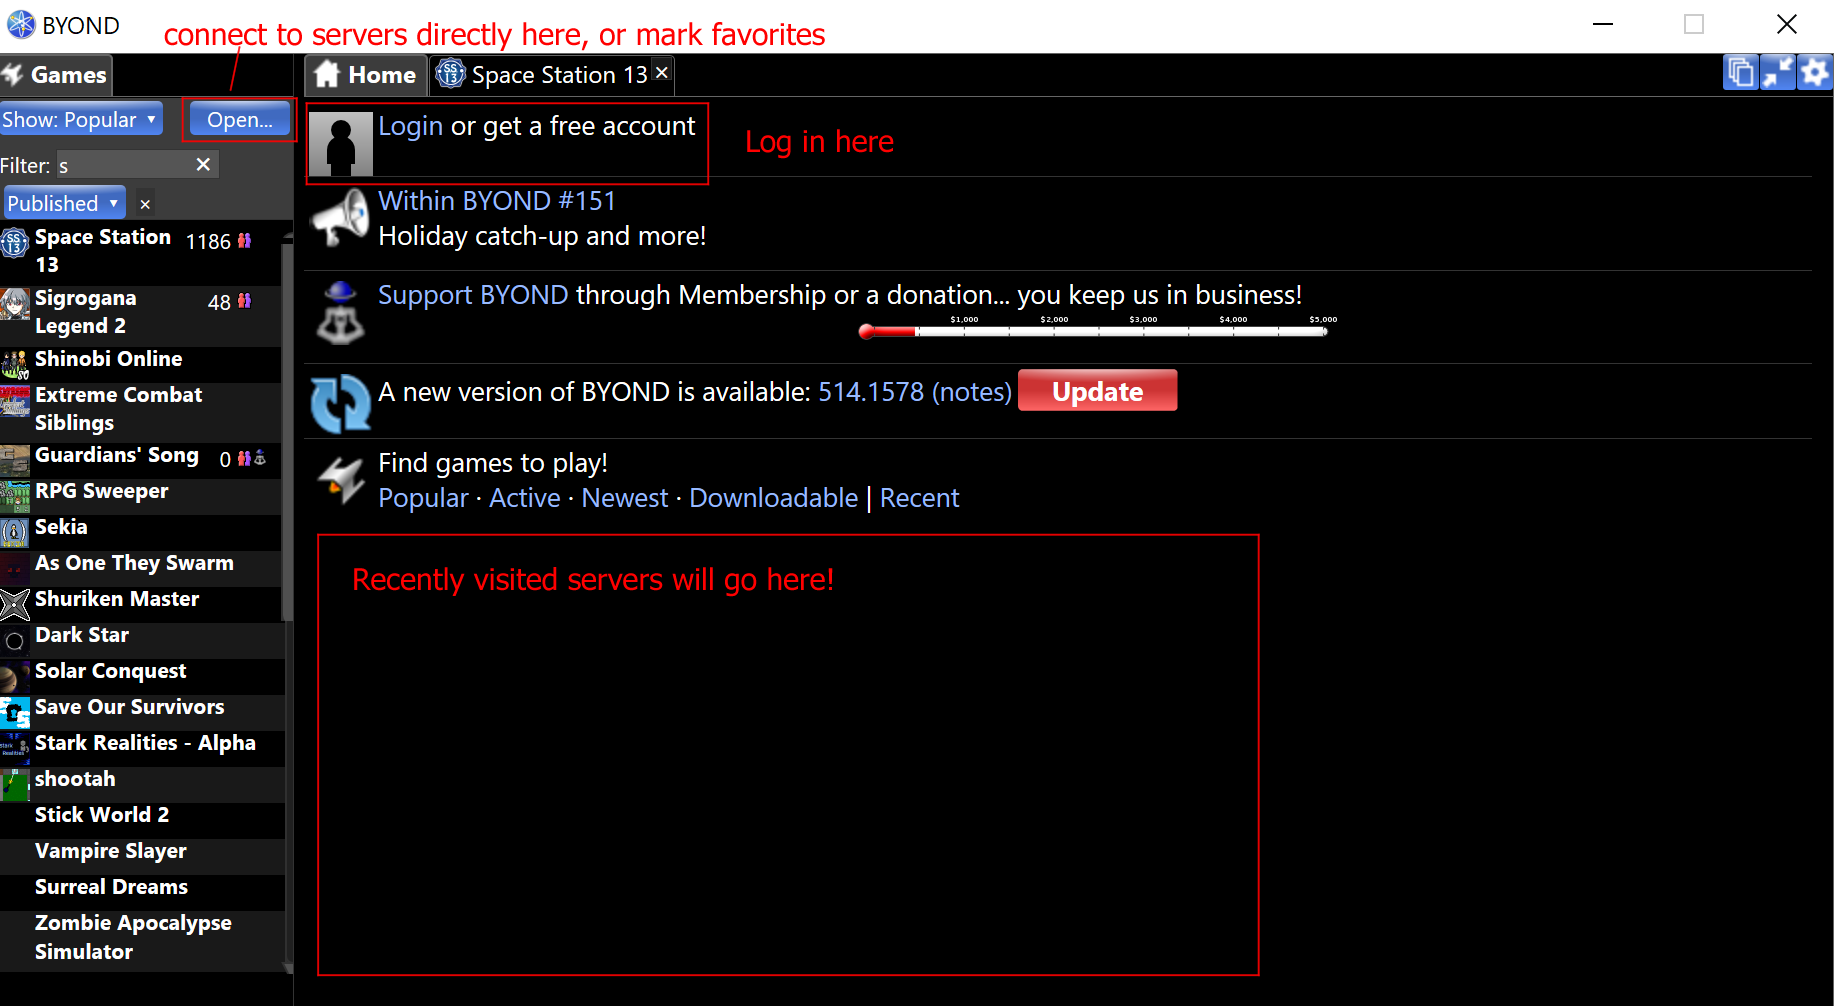 BYOND
connect to servers directly here, or mark favorites
Games
Home
Space Station 13
Show: Popular
Open...
Login or get a free account
Log in here
Filter: s
Published
Within BYOND #151
Holiday catch-up and more!
Space Station 13 1186
Sigrogana Legend 2 48
Support BYOND through Membership or a donation... you keep us in business!
$1,000 $2,000 $3,000 $4,000 $5,000
Shinobi Online
Extreme Combat Siblings
A new version of BYOND is available: 514.1578 (notes) Update
Guardians' Song 0
Find games to play!
Popular · Active · Newest · Downloadable | Recent
RPG Sweeper
Sekia
As One They Swarm
Recently visited servers will go here!
Shuriken Master
Dark Star
Solar Conquest
Save Our Survivors
Stark Realities - Alpha
shootah
Stick World 2
Vampire Slayer
Surreal Dreams
Zombie Apocalypse Simulator